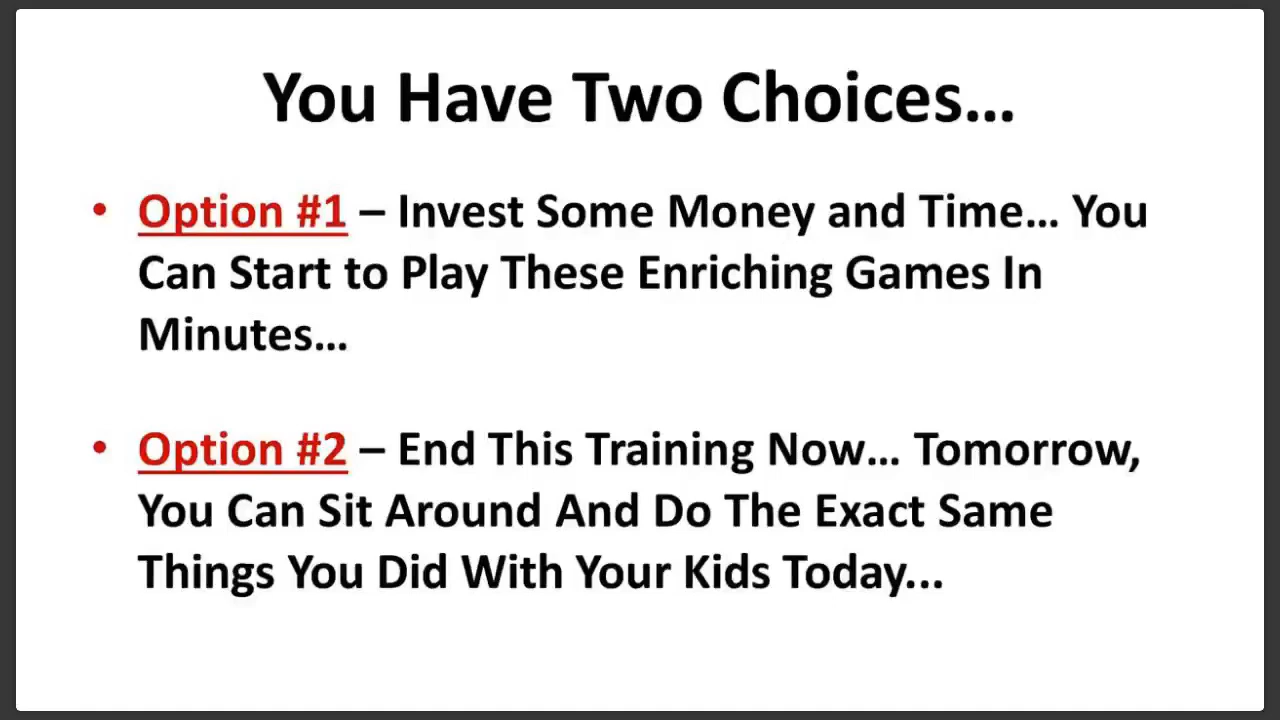 You Have Two Choices…
• Option #1 – Invest Some Money and Time… You
Can Start to Play These Enriching Games In
Minutes…
• Option #2 – End This Training Now… Tomorrow,
You Can Sit Around And Do The Exact Same
Things You Did With Your Kids Today...